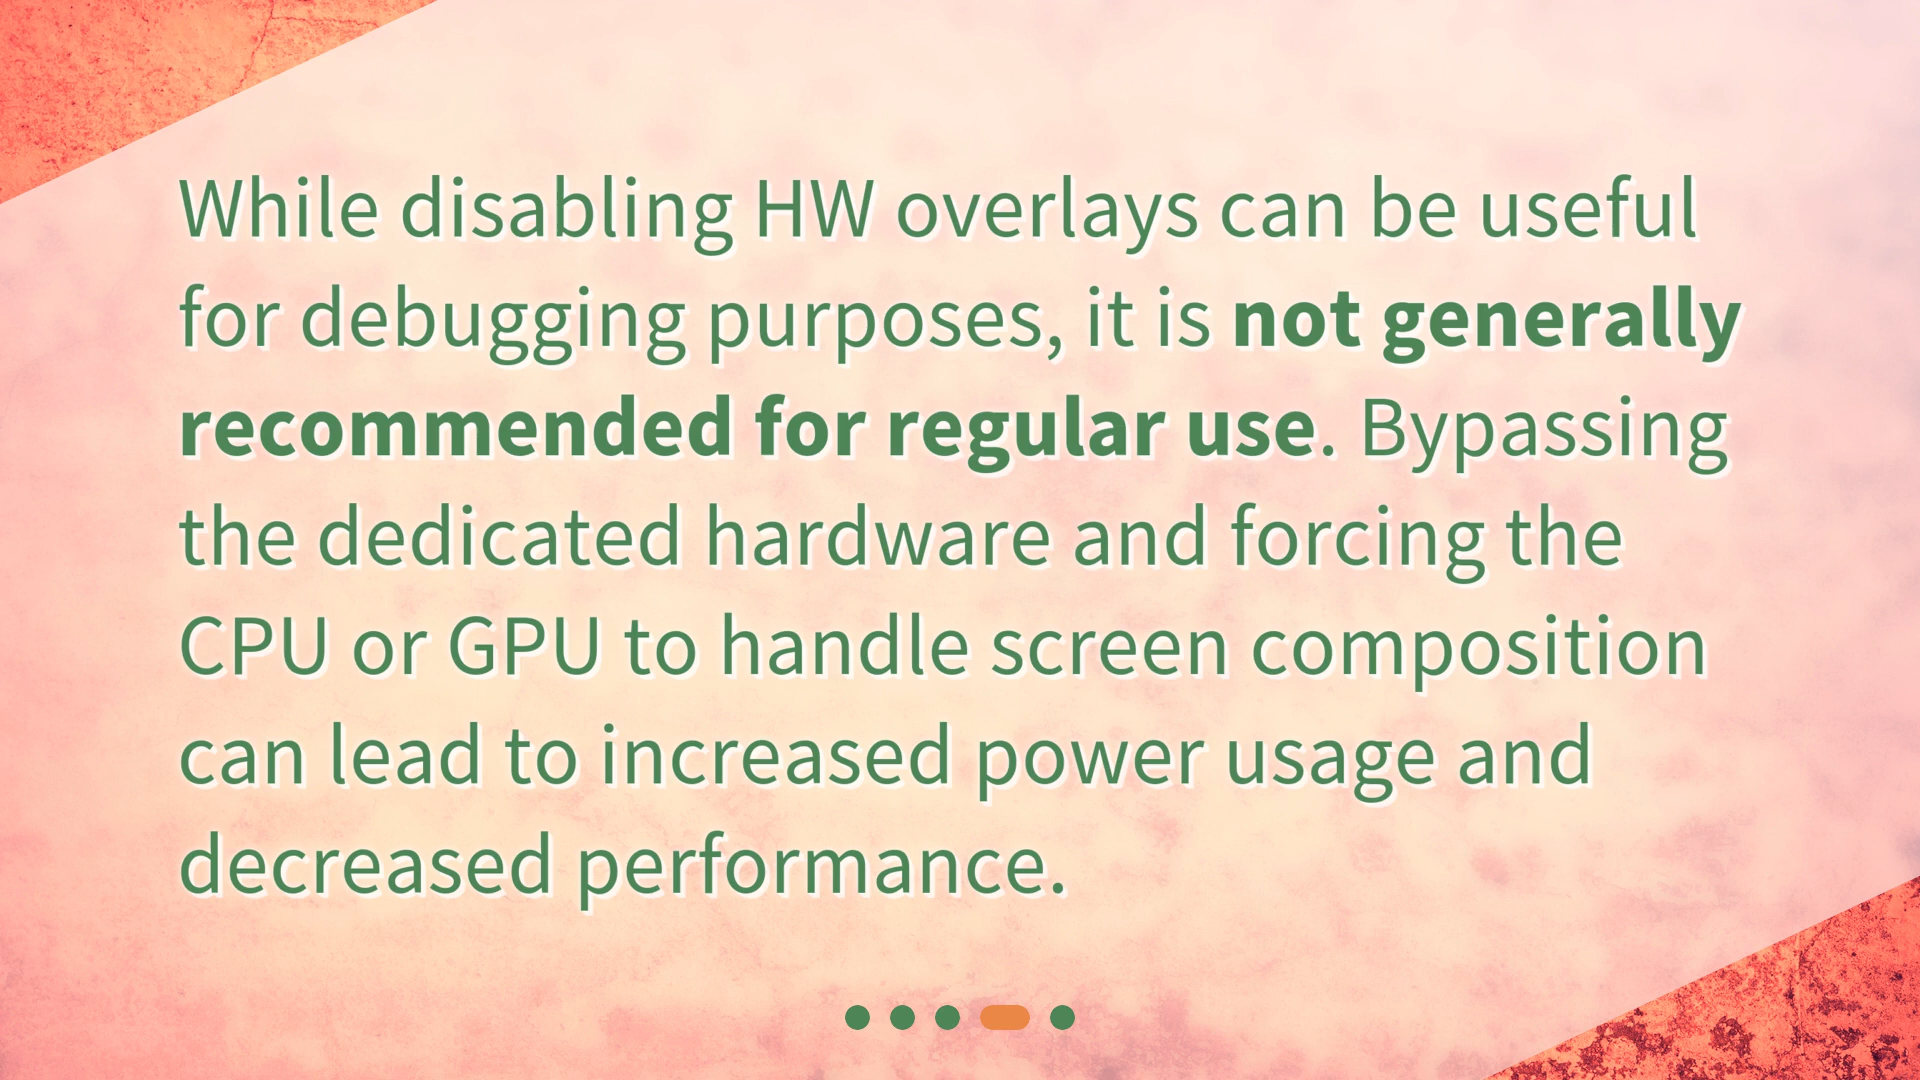 While disabling HW overlays can be useful
for debugging purposes, it is not generally
recommended for regular use. Bypassing
the dedicated hardware and forcing the
CPU or GPU to handle screen composition
can lead to increased power usage and
decreased performance.